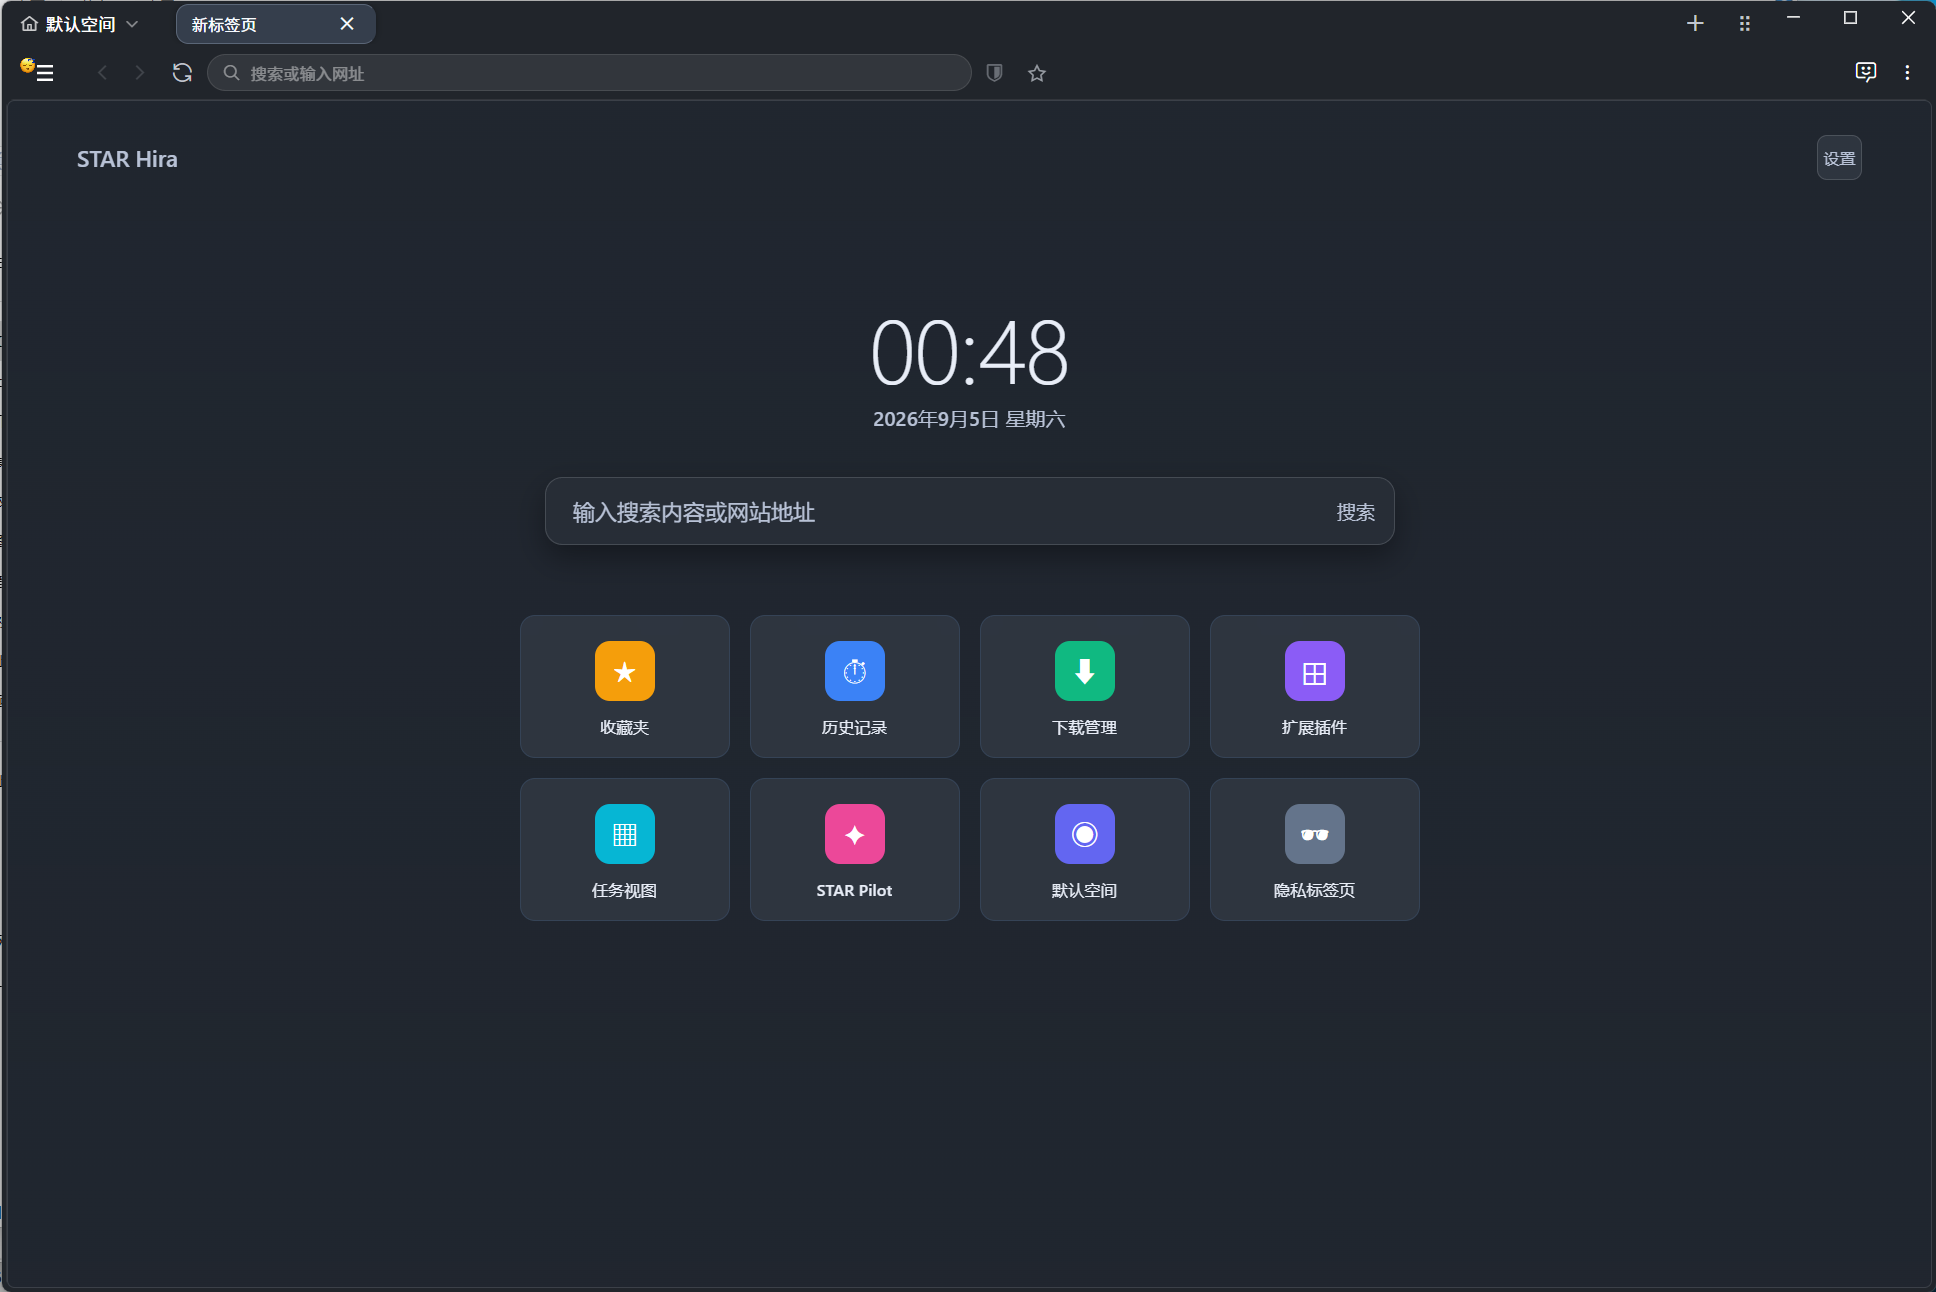 默认空间
新标签页
搜索或输入网址
STAR Hira
设置
00:48
2026年9月5日 星期六
输入搜索内容或网站地址
搜索
收藏夹
历史记录
下载管理
扩展插件
任务视图
STAR Pilot
默认空间
隐私标签页